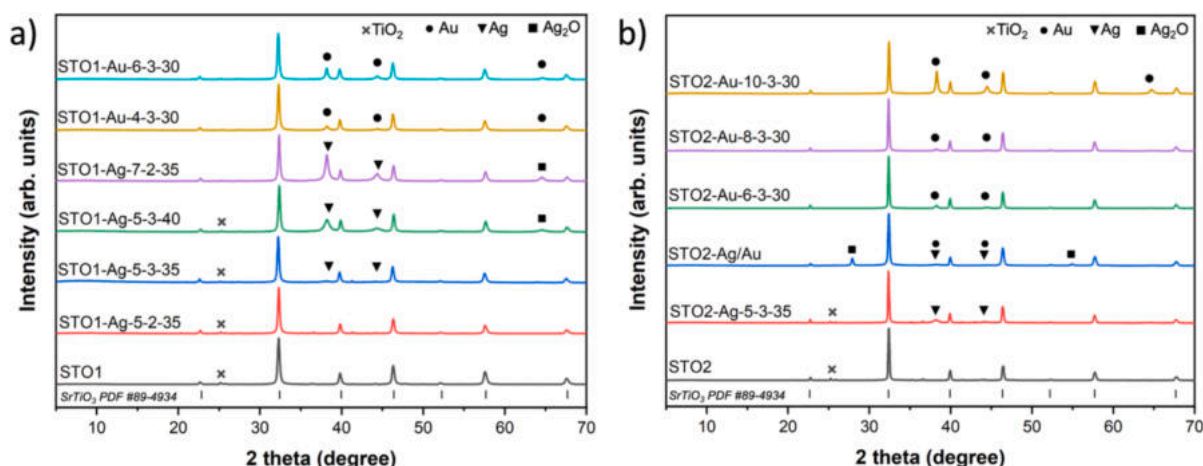 a)
×TiO₂ ● Au ▼ Ag ■ Ag₂O
STO1-Au-6-3-30
STO1-Au-4-3-30
STO1-Ag-7-2-35
STO1-Ag-5-3-40
STO1-Ag-5-3-35
STO1-Ag-5-2-35
STO1
SrTiO₃ PDF #89-4934
Intensity (arb. units)
10 20 30 40 50 60 70
2 theta (degree)
b)
×TiO₂ ● Au ▼ Ag ■ Ag₂O
STO2-Au-10-3-30
STO2-Au-8-3-30
STO2-Au-6-3-30
STO2-Ag/Au
STO2-Ag-5-3-35
STO2
SrTiO₃ PDF #89-4934
Intensity (arb. units)
10 20 30 40 50 60 70
2 theta (degree)